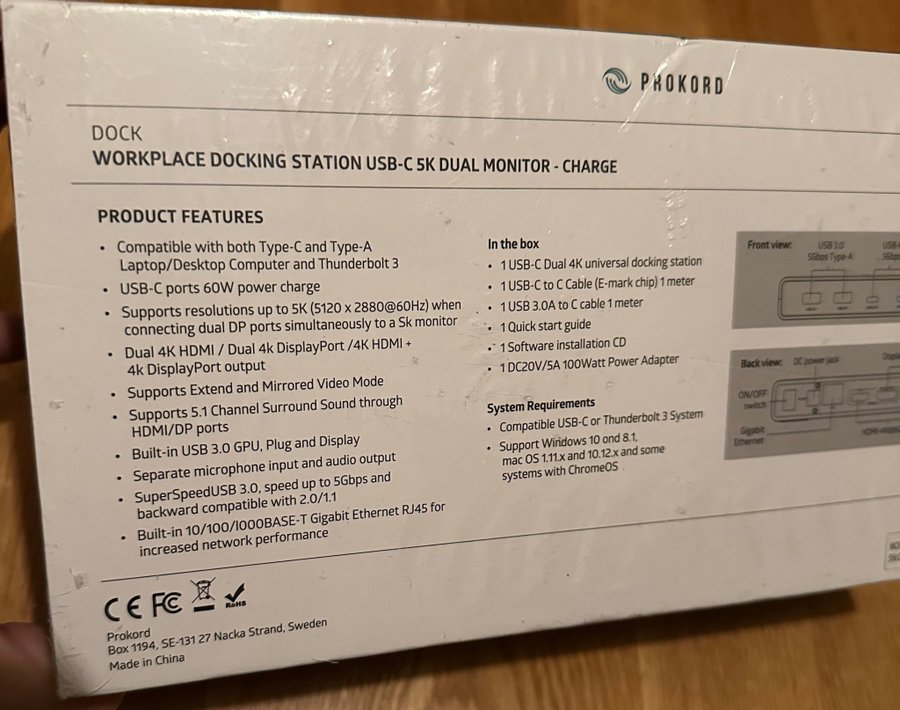 PROKORD
DOCK
WORKPLACE DOCKING STATION USB-C 5K DUAL MONITOR - CHARGE
PRODUCT FEATURES
• Compatible with both Type-C and Type-A
Laptop/Desktop Computer and Thunderbolt 3
• USB-C ports 60W power charge
• Supports resolutions up to 5K (5120 x 2880@60Hz) when
connecting dual DP ports simultaneously to a 5k monitor
• Dual 4K HDMI / Dual 4k DisplayPort /4K HDMI +
4k DisplayPort output
• Supports Extend and Mirrored Video Mode
• Supports 5.1 Channel Surround Sound through
HDMI/DP ports
• Built-in USB 3.0 GPU, Plug and Display
• Separate microphone input and audio output
• SuperSpeedUSB 3.0, speed up to 5Gbps and
backward compatible with 2.0/1.1
• Built-in 10/100/1000BASE-T Gigabit Ethernet RJ45 for
increased network performance
In the box
• 1 USB-C Dual 4K universal docking station
• 1 USB-C to C Cable (E-mark chip) 1 meter
• 1 USB 3.0A to C cable 1 meter
• 1 Quick start guide
• 1 Software installation CD
• 1 DC20V/5A 100Watt Power Adapter
System Requirements
• Compatible USB-C or Thunderbolt 3 System
• Support Windows 10 ond 8.1,
mac OS 1.11.x and 10.12.x and some
systems with ChromeOS
Front view:
USB 3.0
5Gbps Type-A
Back view:
DC power jack
ON/OFF
switch
Gigabit
Ethernet
CE FC
RoHS
Prokord
Box 1194, SE-131 27 Nacka Strand, Sweden
Made in China